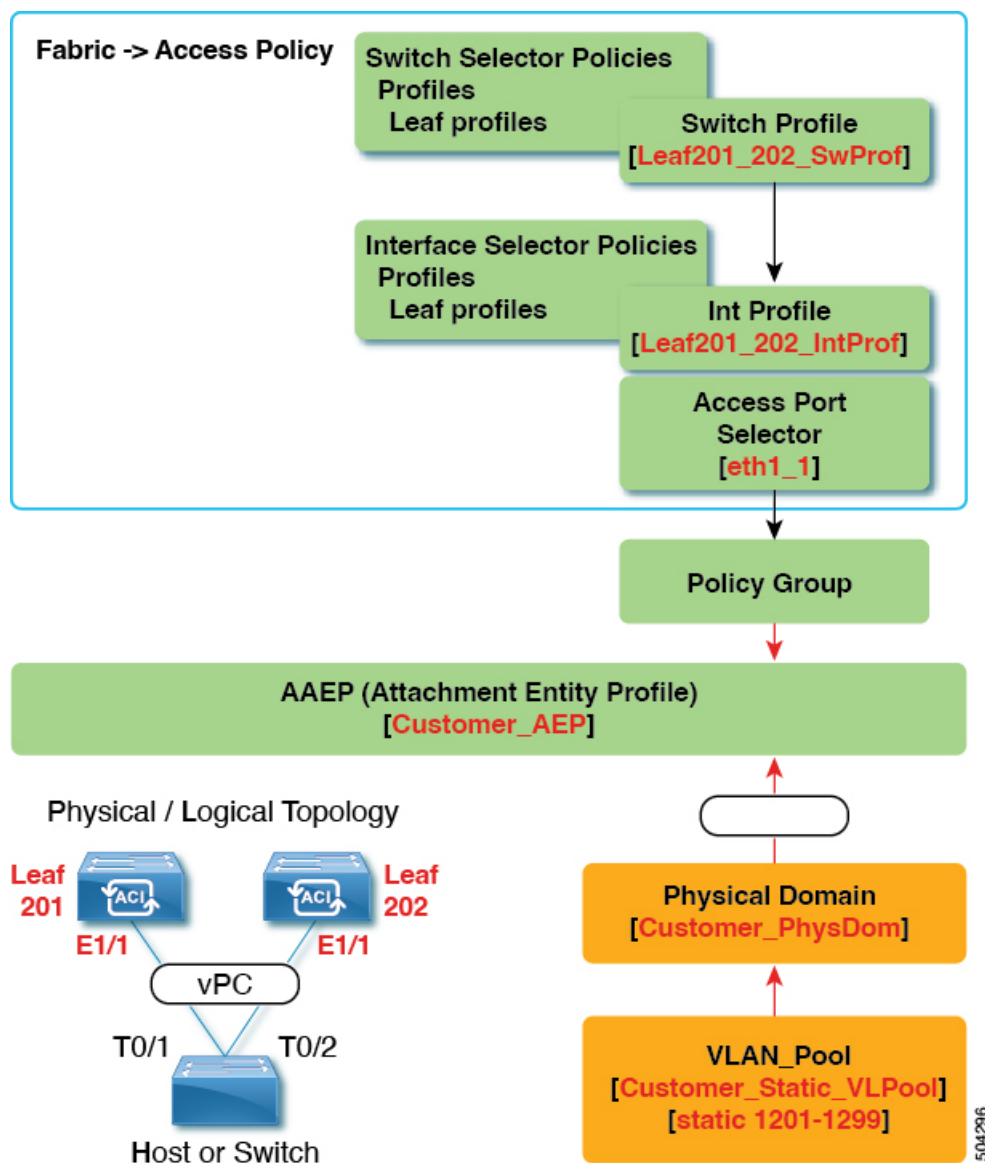 Fabric -> Access Policy
Switch Selector Policies
Profiles
Leaf profiles
Switch Profile
[Leaf201_202_SwProf]
Interface Selector Policies
Profiles
Leaf profiles
Int Profile
[Leaf201_202_IntProf]
Access Port
Selector
[eth1_1]
Policy Group
AAEP (Attachment Entity Profile)
[Customer_AEP]
Physical / Logical Topology
Leaf
201
ACI
ACI
Leaf
202
E1/1
E1/1
vPC
T0/1
T0/2
Host or Switch
Physical Domain
[Customer_PhysDom]
VLAN_Pool
[Customer_Static_VLPool]
[static 1201-1299]
504296